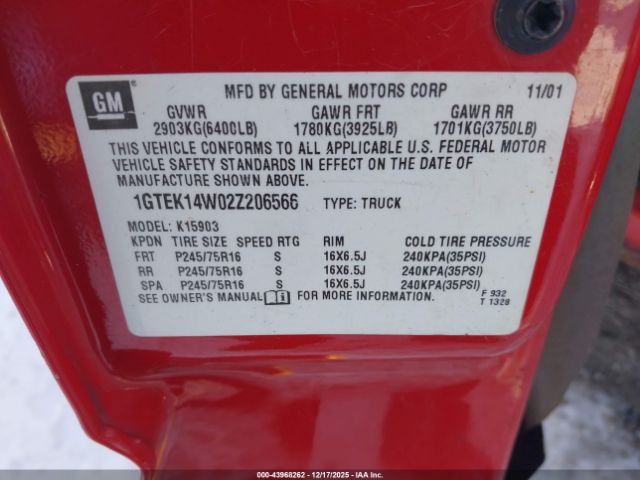 GM ®
MFD BY GENERAL MOTORS CORP 11/01
GVWR GAWR FRT GAWR RR
2903KG(6400LB) 1780KG(3925LB) 1701KG(3750LB)
THIS VEHICLE CONFORMS TO ALL APPLICABLE U.S. FEDERAL MOTOR
VEHICLE SAFETY STANDARDS IN EFFECT ON THE DATE OF
MANUFACTURE SHOWN ABOVE.
1GTEK14W02Z206566 TYPE: TRUCK
MODEL: K15903
KPDN TIRE SIZE SPEED RTG RIM COLD TIRE PRESSURE
FRT P245/75R16 S 16X6.5J 240KPA(35PSI)
RR P245/75R16 S 16X6.5J 240KPA(35PSI)
SPA P245/75R16 S 16X6.5J 240KPA(35PSI)
SEE OWNER'S MANUAL FOR MORE INFORMATION. F 932
T 1328
000-43968262 • 12/17/2025 • IAAI.COM